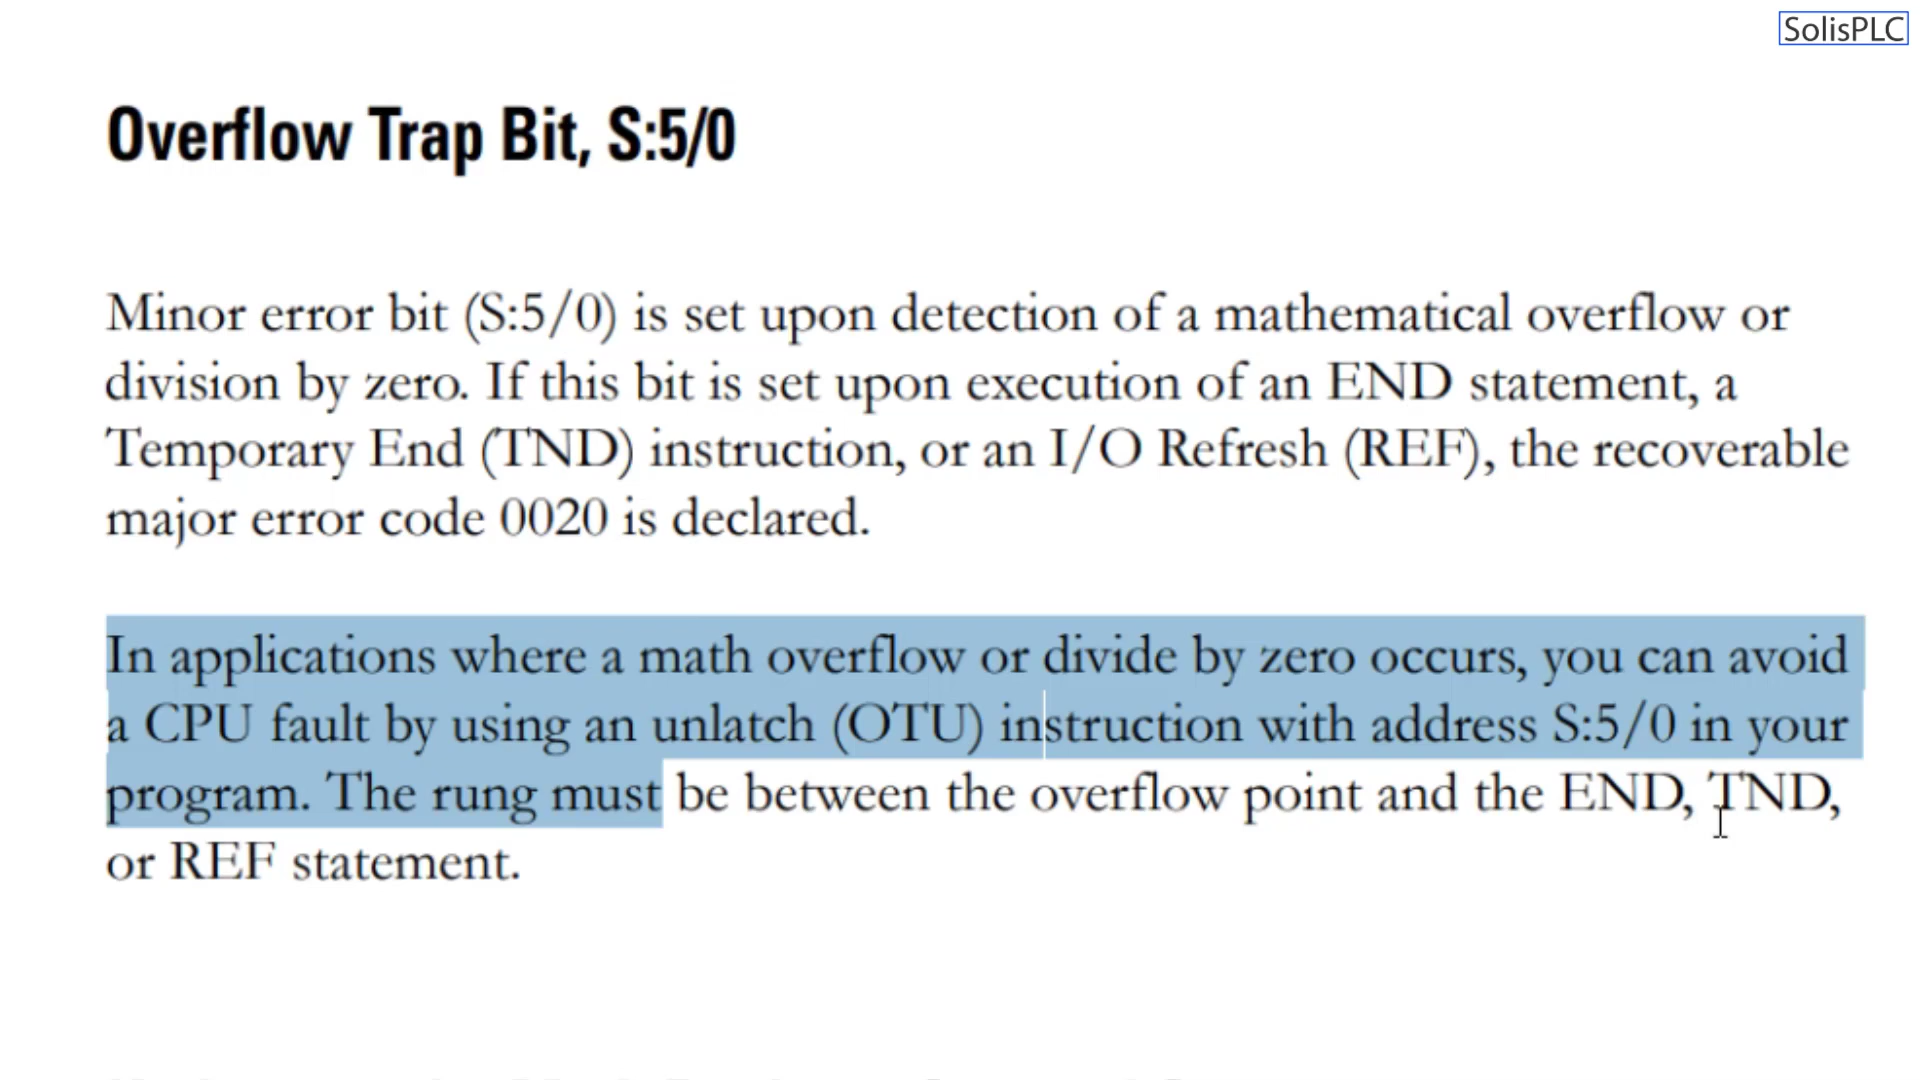 SolisPLC
Overflow Trap Bit, S:5/0
Minor error bit (S:5/0) is set upon detection of a mathematical overflow or
division by zero. If this bit is set upon execution of an END statement, a
Temporary End (TND) instruction, or an I/O Refresh (REF), the recoverable
major error code 0020 is declared.
In applications where a math overflow or divide by zero occurs, you can avoid
a CPU fault by using an unlatch (OTU) instruction with address S:5/0 in your
program. The rung must be between the overflow point and the END, TND,
or REF statement.